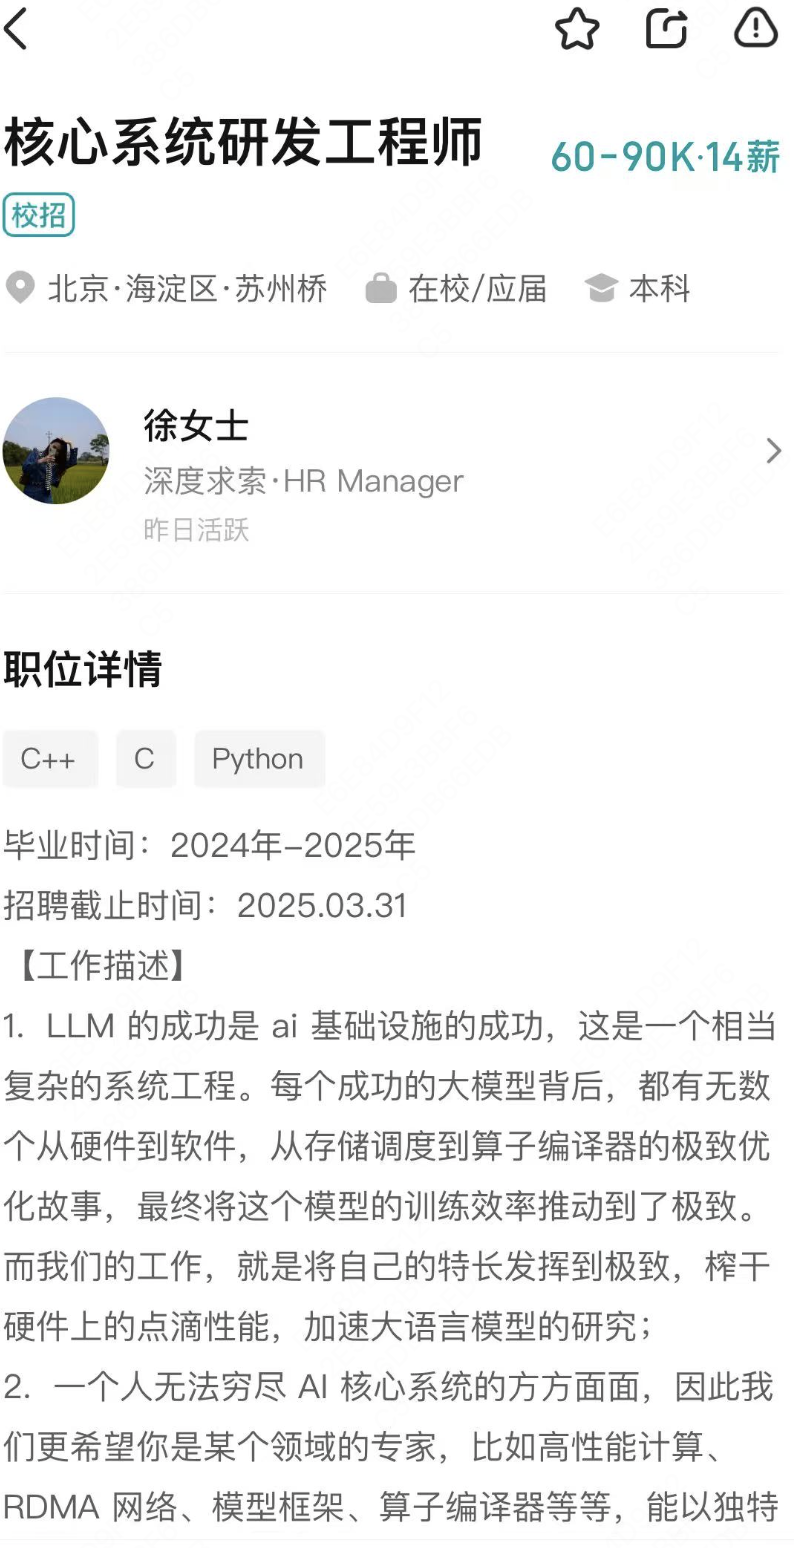 核心系统研发工程师
60-90K·14薪
校招
北京·海淀区·苏州桥
在校/应届
本科
徐女士
深度求索·HR Manager
昨日活跃
职位详情
C++
C
Python
毕业时间：2024年-2025年
招聘截止时间：2025.03.31
【工作描述】
1. LLM 的成功是 ai 基础设施的成功，这是一个相当
复杂的系统工程。每个成功的大模型背后，都有无数
个从硬件到软件，从存储调度到算子编译器的极致优
化故事，最终将这个模型的训练效率推动到了极致。
而我们的工作，就是将自己的特长发挥到极致，榨干
硬件上的点滴性能，加速大语言模型的研究；
2. 一个人无法穷尽 AI 核心系统的方方面面，因此我
们更希望你是某个领域的专家，比如高性能计算、
RDMA 网络、模型框架、算子编译器等等，能以独特